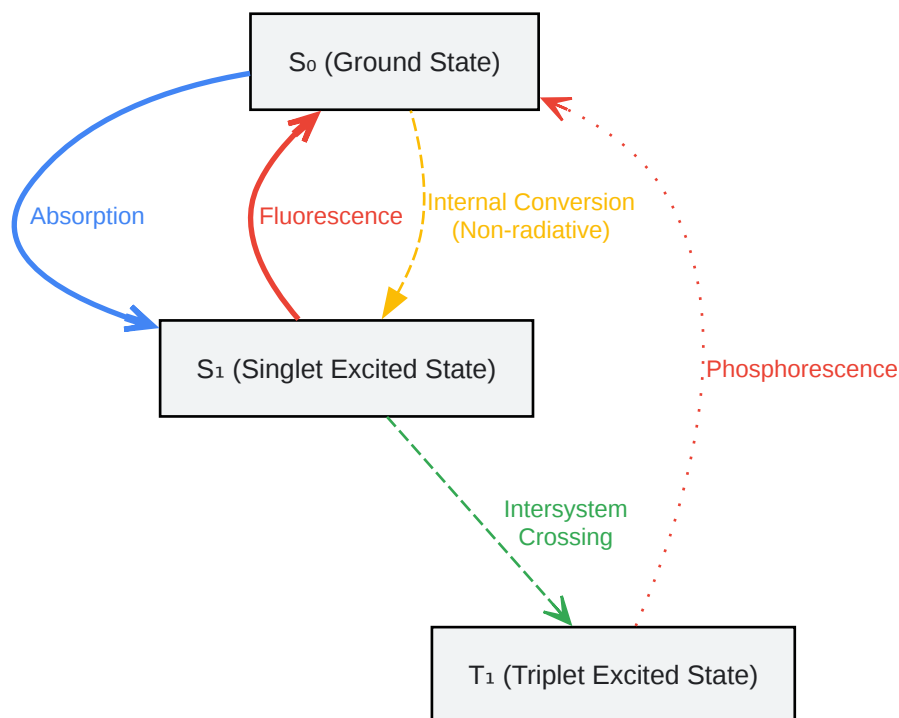 S₀ (Ground State)
Absorption
Fluorescence
Internal Conversion
(Non-radiative)
S₁ (Singlet Excited State)
Phosphorescence
Intersystem
Crossing
T₁ (Triplet Excited State)